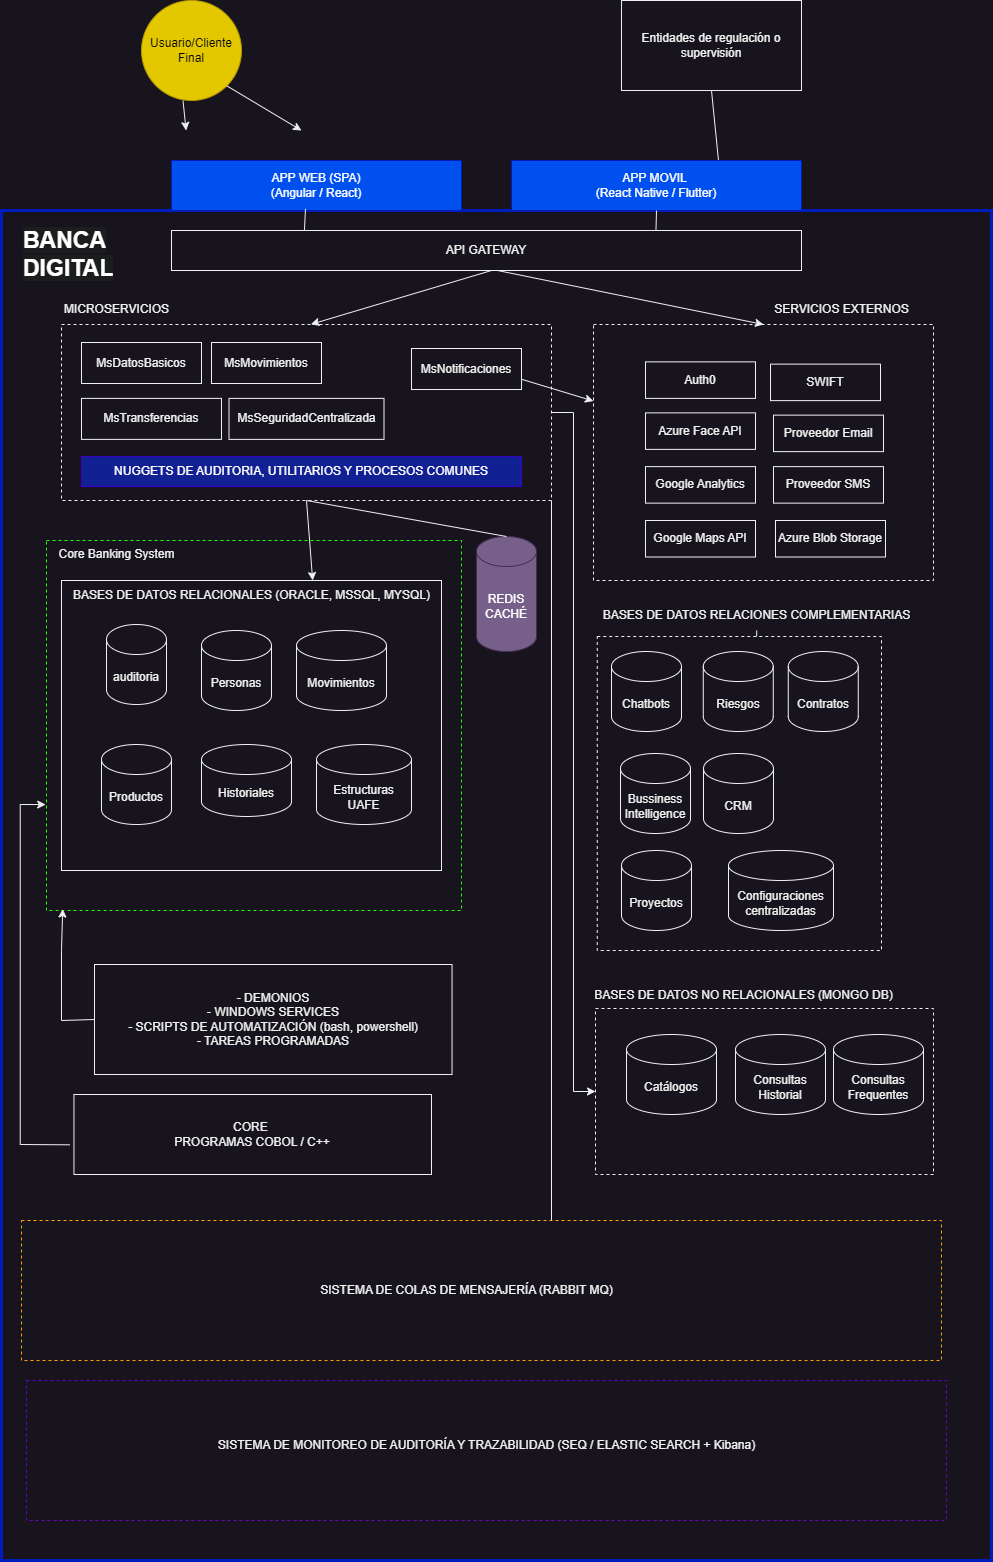 Usuario/Cliente
Final
Entidades de regulación o
supervisión
APP WEB (SPA)
(Angular / React)
APP MOVIL
(React Native / Flutter)
BANCA
DIGITAL
API GATEWAY
MICROSERVICIOS
SERVICIOS EXTERNOS
MsDatosBasicos
MsMovimientos
MsNotificaciones
MsTransferencias
MsSeguridadCentralizada
NUGGETS DE AUDITORIA, UTILITARIOS Y PROCESOS COMUNES
Auth0
SWIFT
Azure Face API
Proveedor Email
Google Analytics
Proveedor SMS
Google Maps API
Azure Blob Storage
Core Banking System
BASES DE DATOS RELACIONALES (ORACLE, MSSQL, MYSQL)
auditoria
Personas
Movimientos
Productos
Historiales
Estructuras
UAFE
REDIS
CACHÉ
BASES DE DATOS RELACIONES COMPLEMENTARIAS
Chatbots
Riesgos
Contratos
Bussiness
Intelligence
CRM
Proyectos
Configuraciones
centralizadas
- DEMONIOS
- WINDOWS SERVICES
- SCRIPTS DE AUTOMATIZACIÓN (bash, powershell)
- TAREAS PROGRAMADAS
CORE
PROGRAMAS COBOL / C++
BASES DE DATOS NO RELACIONALES (MONGO DB)
Catálogos
Consultas
Historial
Consultas
Frequentes
SISTEMA DE COLAS DE MENSAJERÍA (RABBIT MQ)
SISTEMA DE MONITOREO DE AUDITORÍA Y TRAZABILIDAD (SEQ / ELASTIC SEARCH + Kibana)